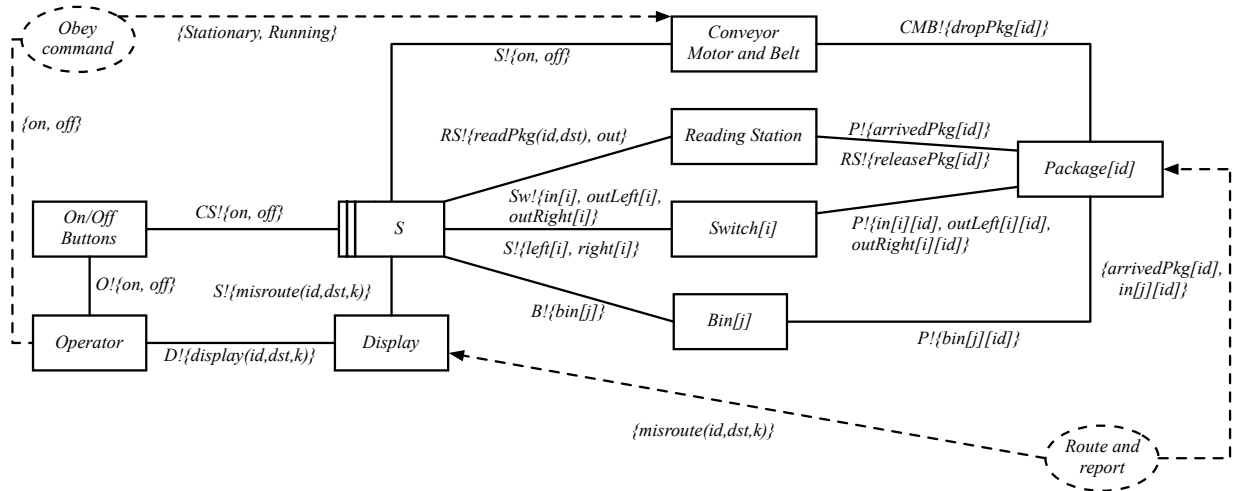 Obey
command
{Stationary, Running}
Conveyor
Motor and Belt
CMB!{dropPkg[id]}
S!{on, off}
{on, off}
RS!{readPkg(id,dst), out}
Reading Station
P!{arrivedPkg[id]}
RS!{releasePkg[id]}
Package[id]
On/Off
Buttons
CS!{on, off}
S
Sw!{in[i], outLeft[i],
outRight[i]}
S!{left[i], right[i]}
Switch[i]
P!{in[i][id], outLeft[i][id],
outRight[i][id]}
O!{on, off}
S!{misroute(id,dst,k)}
B!{bin[j]}
{arrivedPkg[id],
in[j][id]}
Operator
D!{display(id,dst,k)}
Display
Bin[j]
P!{bin[j][id]}
{misroute(id,dst,k)}
Route and
report